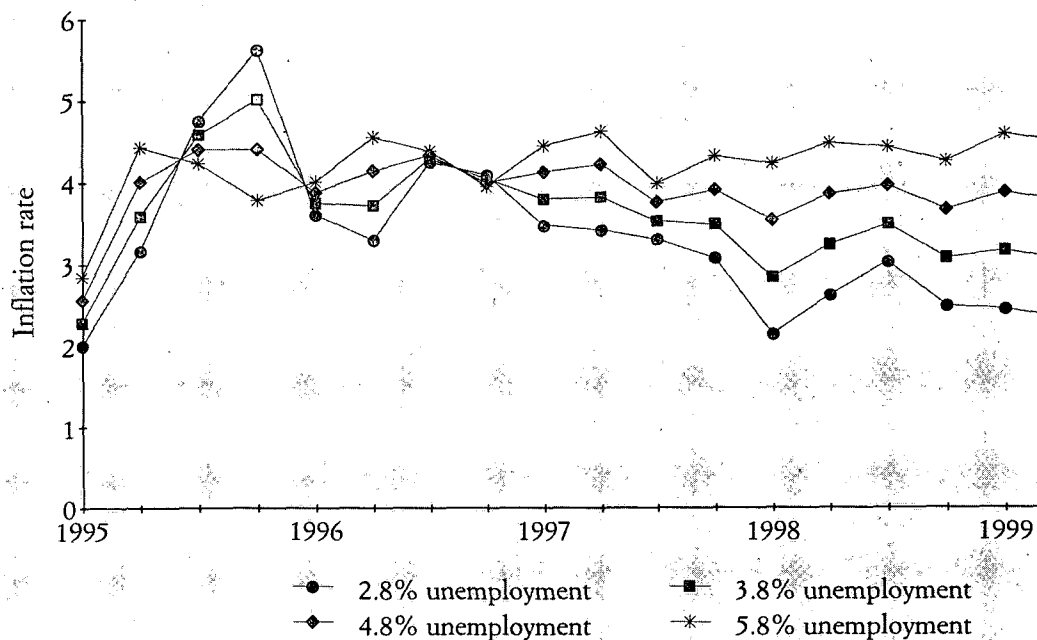 6
5
4
3
2
1
0
Inflation rate
1995 1996 1997 1998 1999
2.8% unemployment 3.8% unemployment
4.8% unemployment 5.8% unemployment